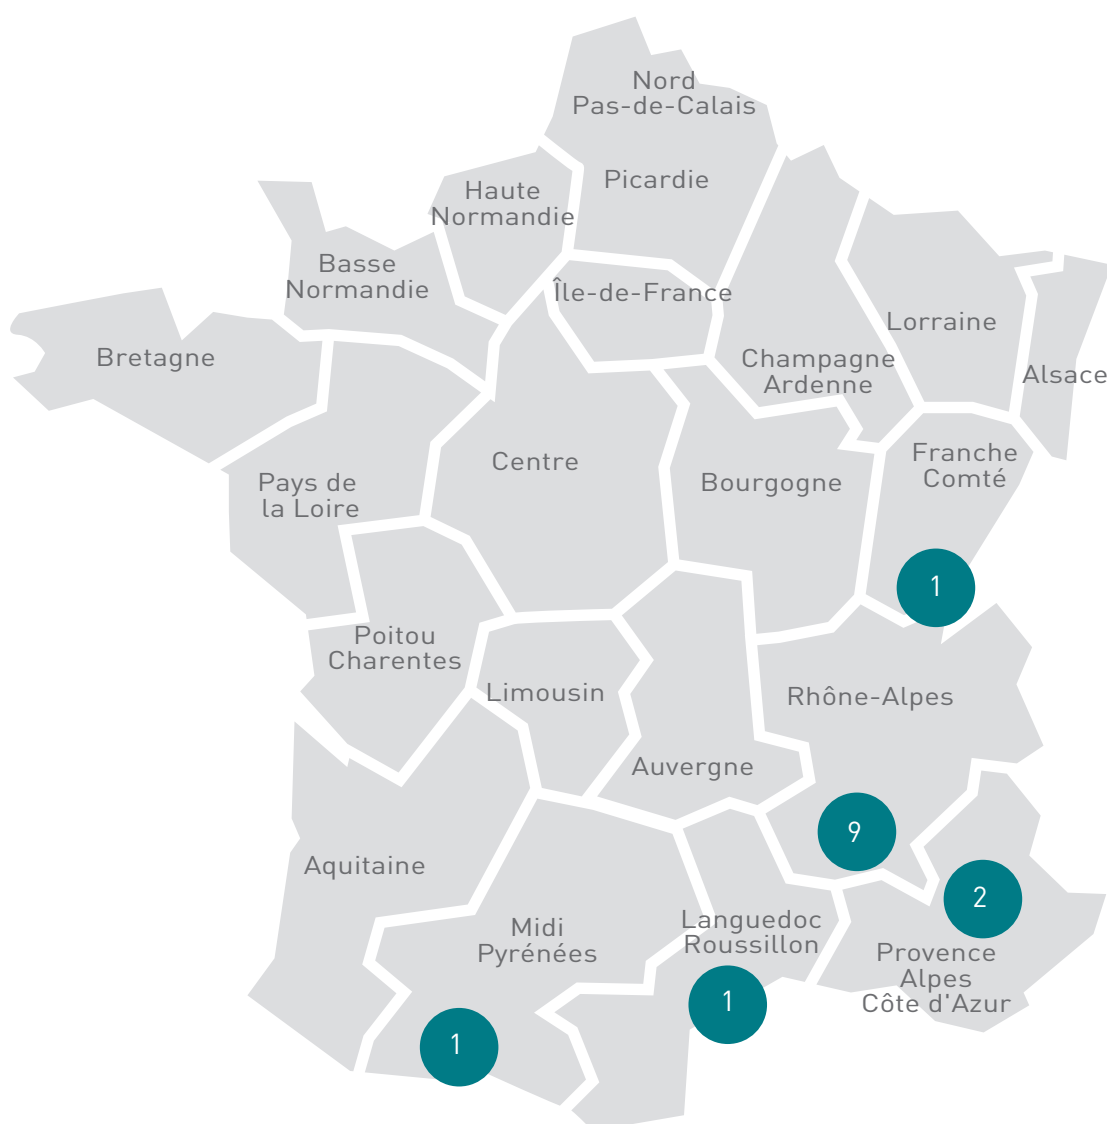 Nord
Pas-de-Calais
Picardie
Haute
Normandie
Basse
Normandie
Île-de-France
Lorraine
Bretagne
Champagne
Ardenne
Alsace
Franche
Comté
Centre
Bourgogne
Pays de
la Loire
1
Poitou
Charentes
Limousin
Rhône-Alpes
Auvergne
9
Aquitaine
2
Midi
Pyrénées
Languedoc
Roussillon
Provence
Alpes
Côte d'Azur
1
1